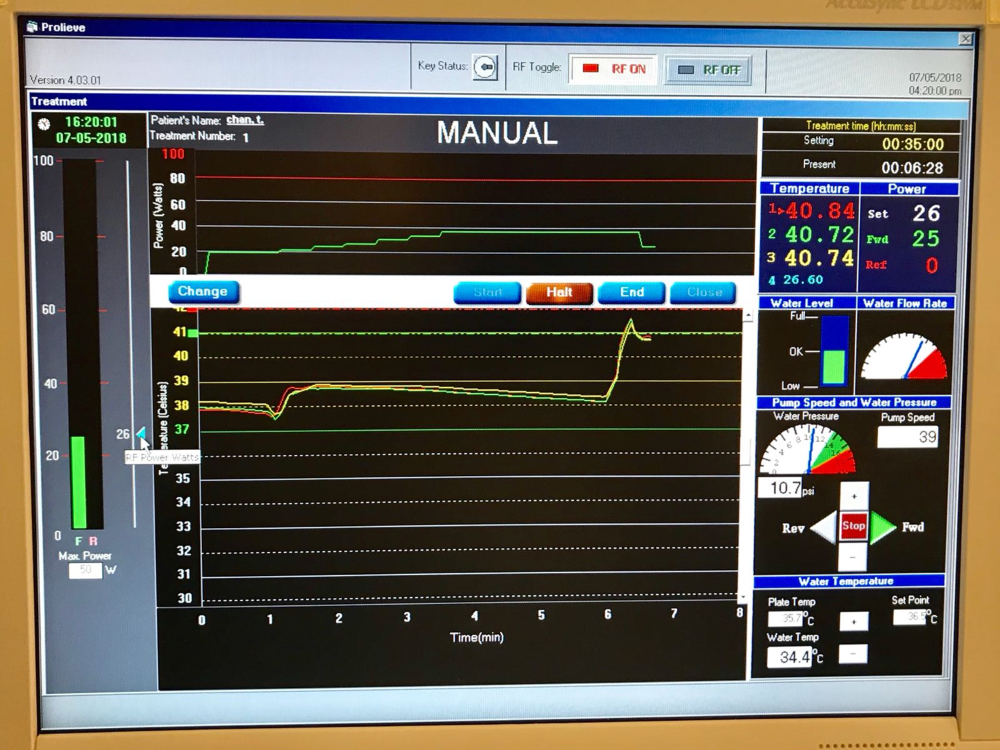 AccuSync LCD
Prolieve
Version 4.03.01
Key Status:
RF Toggle:
RF ON
RF OFF
07/05/2018
04:20:00 pm
Treatment
16:20:01
07-05-2018
Patient's Name: chan, t.
Treatment Number: 1
MANUAL
Treatment time (hh:mm:ss)
Setting 00:35:00
Present 00:06:28
100
80
60
40
20
0
26
RF Power Watts
F R
Max. Power
50 W
Power (Watts)
100
80
60
40
20
0
Change
Start
Halt
End
Close
42
41
40
39
38
37
35
34
33
32
31
30
Temperature (Celsius)
0 1 2 3 4 5 6 7 8
Time(min)
Temperature
1▸40.84
2 40.72
3 40.74
4 26.60
Power
Set 26
Fwd 25
Ref 0
Water Level
Full
OK
Low
Water Flow Rate
Pump Speed and Water Pressure
Water Pressure
0 2 4 6 8 10 12 14 16
10.7 psi
Pump Speed
39
+
Rev Stop Fwd
-
Water Temperature
Plate Temp
35.7°C
Water Temp
34.4°C
+
-
Set Point
36.5°C